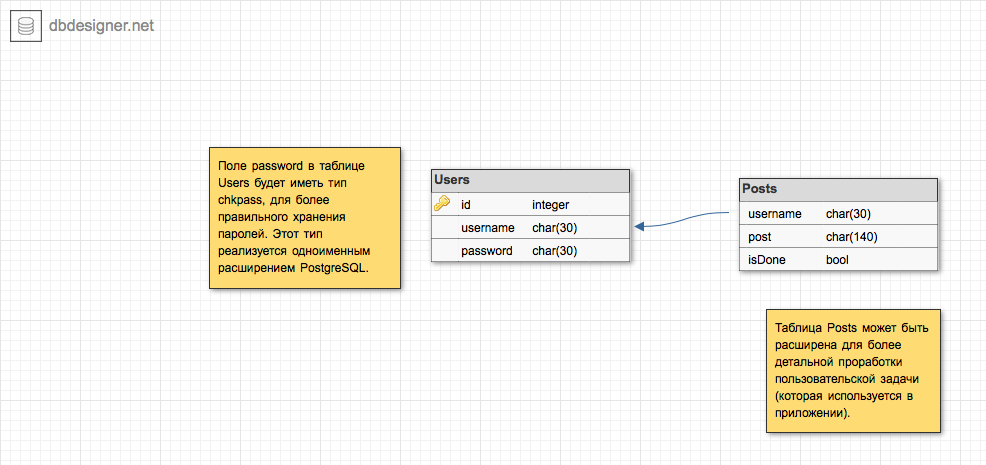 dbdesigner.net
Поле password в таблице
Users будет иметь тип
chkpass, для более
правильного хранения
паролей. Этот тип
реализуется одноименным
расширением PostgreSQL.
Users
id integer
username char(30)
password char(30)
Posts
username char(30)
post char(140)
isDone bool
Таблица Posts может быть
расширена для более
детальной проработки
пользовательской задачи
(которая используется в
приложении).